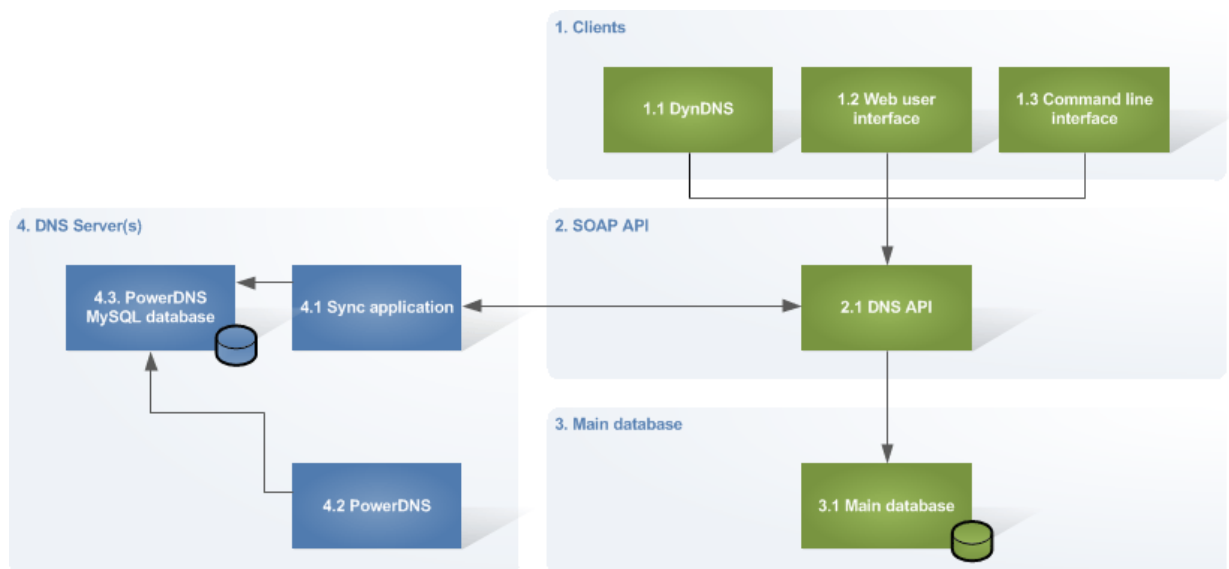 1. Clients
1.1 DynDNS
1.2 Web user
interface
1.3 Command line
interface
4. DNS Server(s)
2. SOAP API
4.3. PowerDNS
MySQL database
4.1 Sync application
2.1 DNS API
3. Main database
4.2 PowerDNS
3.1 Main database